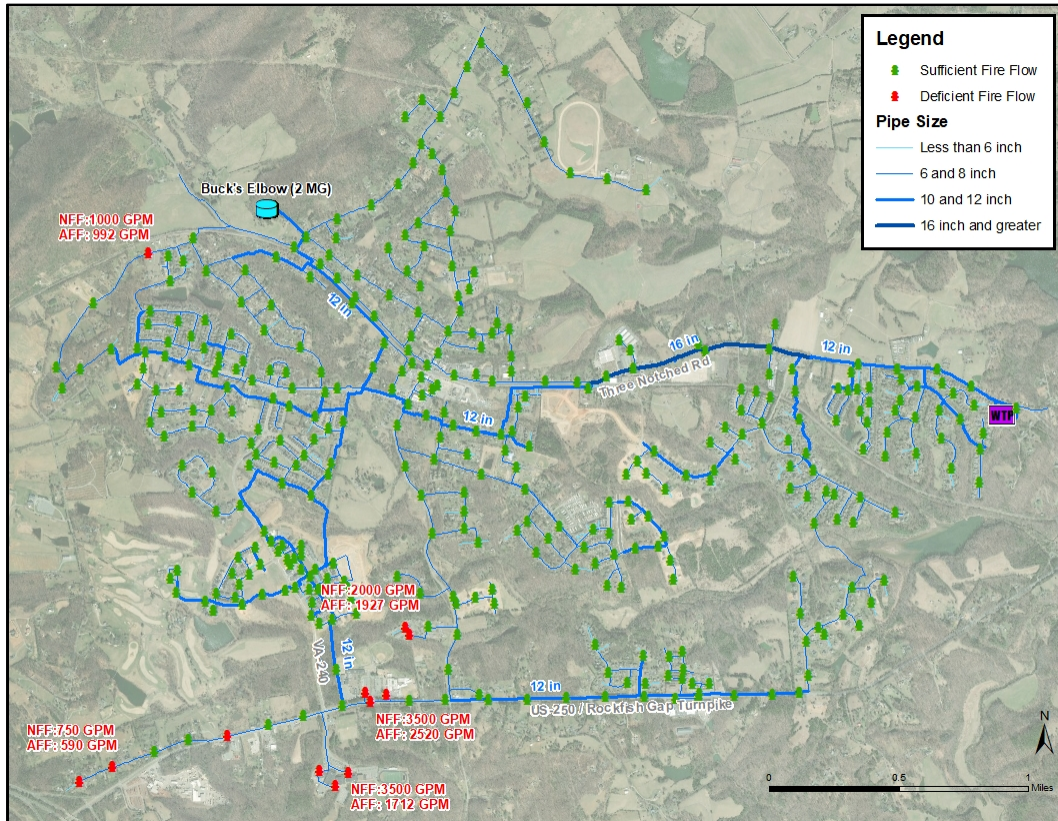 Legend
Sufficient Fire Flow
Deficient Fire Flow
Pipe Size
Less than 6 inch
6 and 8 inch
10 and 12 inch
16 inch and greater
Buck's Elbow (2 MG)
NFF:1000 GPM
AFF: 992 GPM
12 in
16 in
12 in
Three Notched Rd
WTP
12 in
NFF:2000 GPM
AFF: 1927 GPM
VA-240
12 in
12 in
US-250 / Rockfish Gap Turnpike
NFF:3500 GPM
AFF: 2520 GPM
NFF:750 GPM
AFF: 590 GPM
NFF:3500 GPM
AFF: 1712 GPM
N
0 0.5 1
Miles